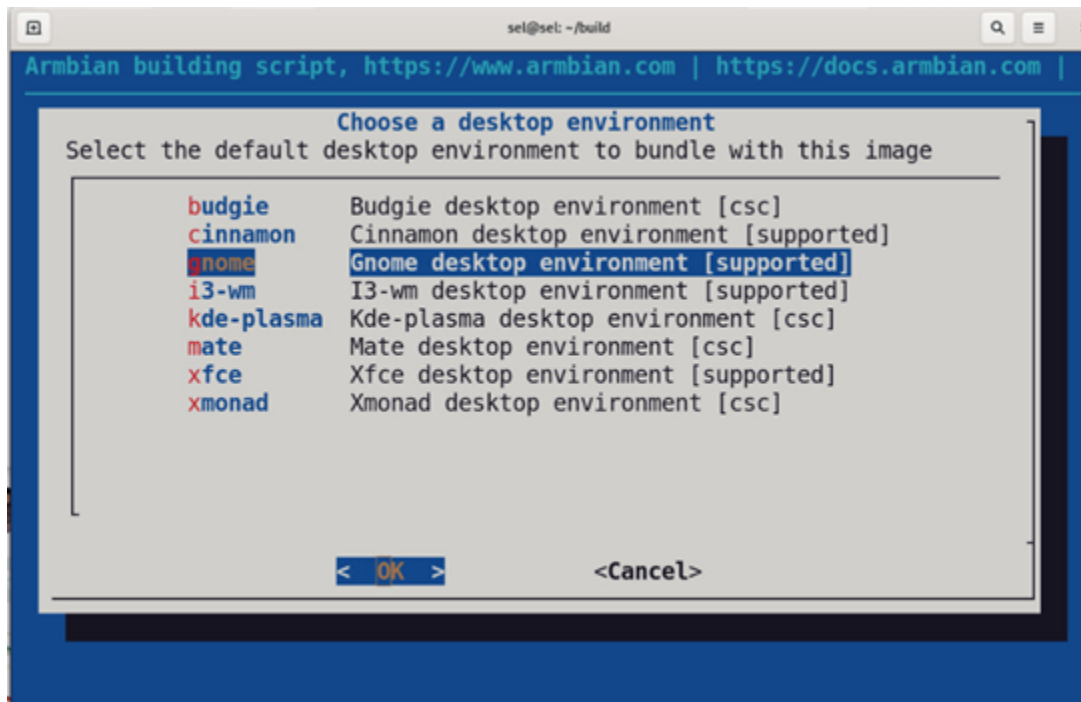 sel@sel: ~/build
Armbian building script, https://www.armbian.com | https://docs.armbian.com |
Choose a desktop environment
Select the default desktop environment to bundle with this image
budgie Budgie desktop environment [csc]
cinnamon Cinnamon desktop environment [supported]
gnome Gnome desktop environment [supported]
i3-wm I3-wm desktop environment [supported]
kde-plasma Kde-plasma desktop environment [csc]
mate Mate desktop environment [csc]
xfce Xfce desktop environment [supported]
xmonad Xmonad desktop environment [csc]
< OK > <Cancel>